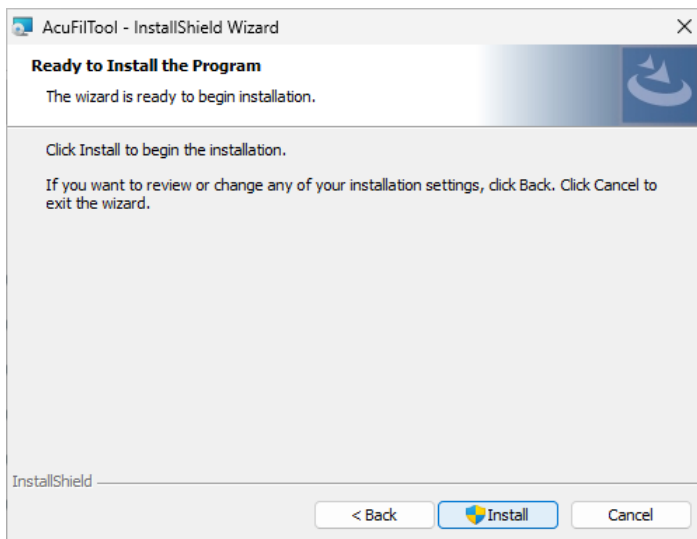 AcuFilTool - InstallShield Wizard
Ready to Install the Program
The wizard is ready to begin installation.
Click Install to begin the installation.
If you want to review or change any of your installation settings, click Back. Click Cancel to
exit the wizard.
InstallShield
< Back Install Cancel